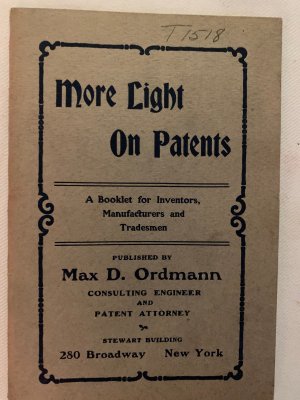 T1518
More Light
On Patents
A Booklet for Inventors,
Manufacturers and
Tradesmen
PUBLISHED BY
Max D. Ordmann
CONSULTING ENGINEER
AND
PATENT ATTORNEY
STEWART BUILDING
280 Broadway New York